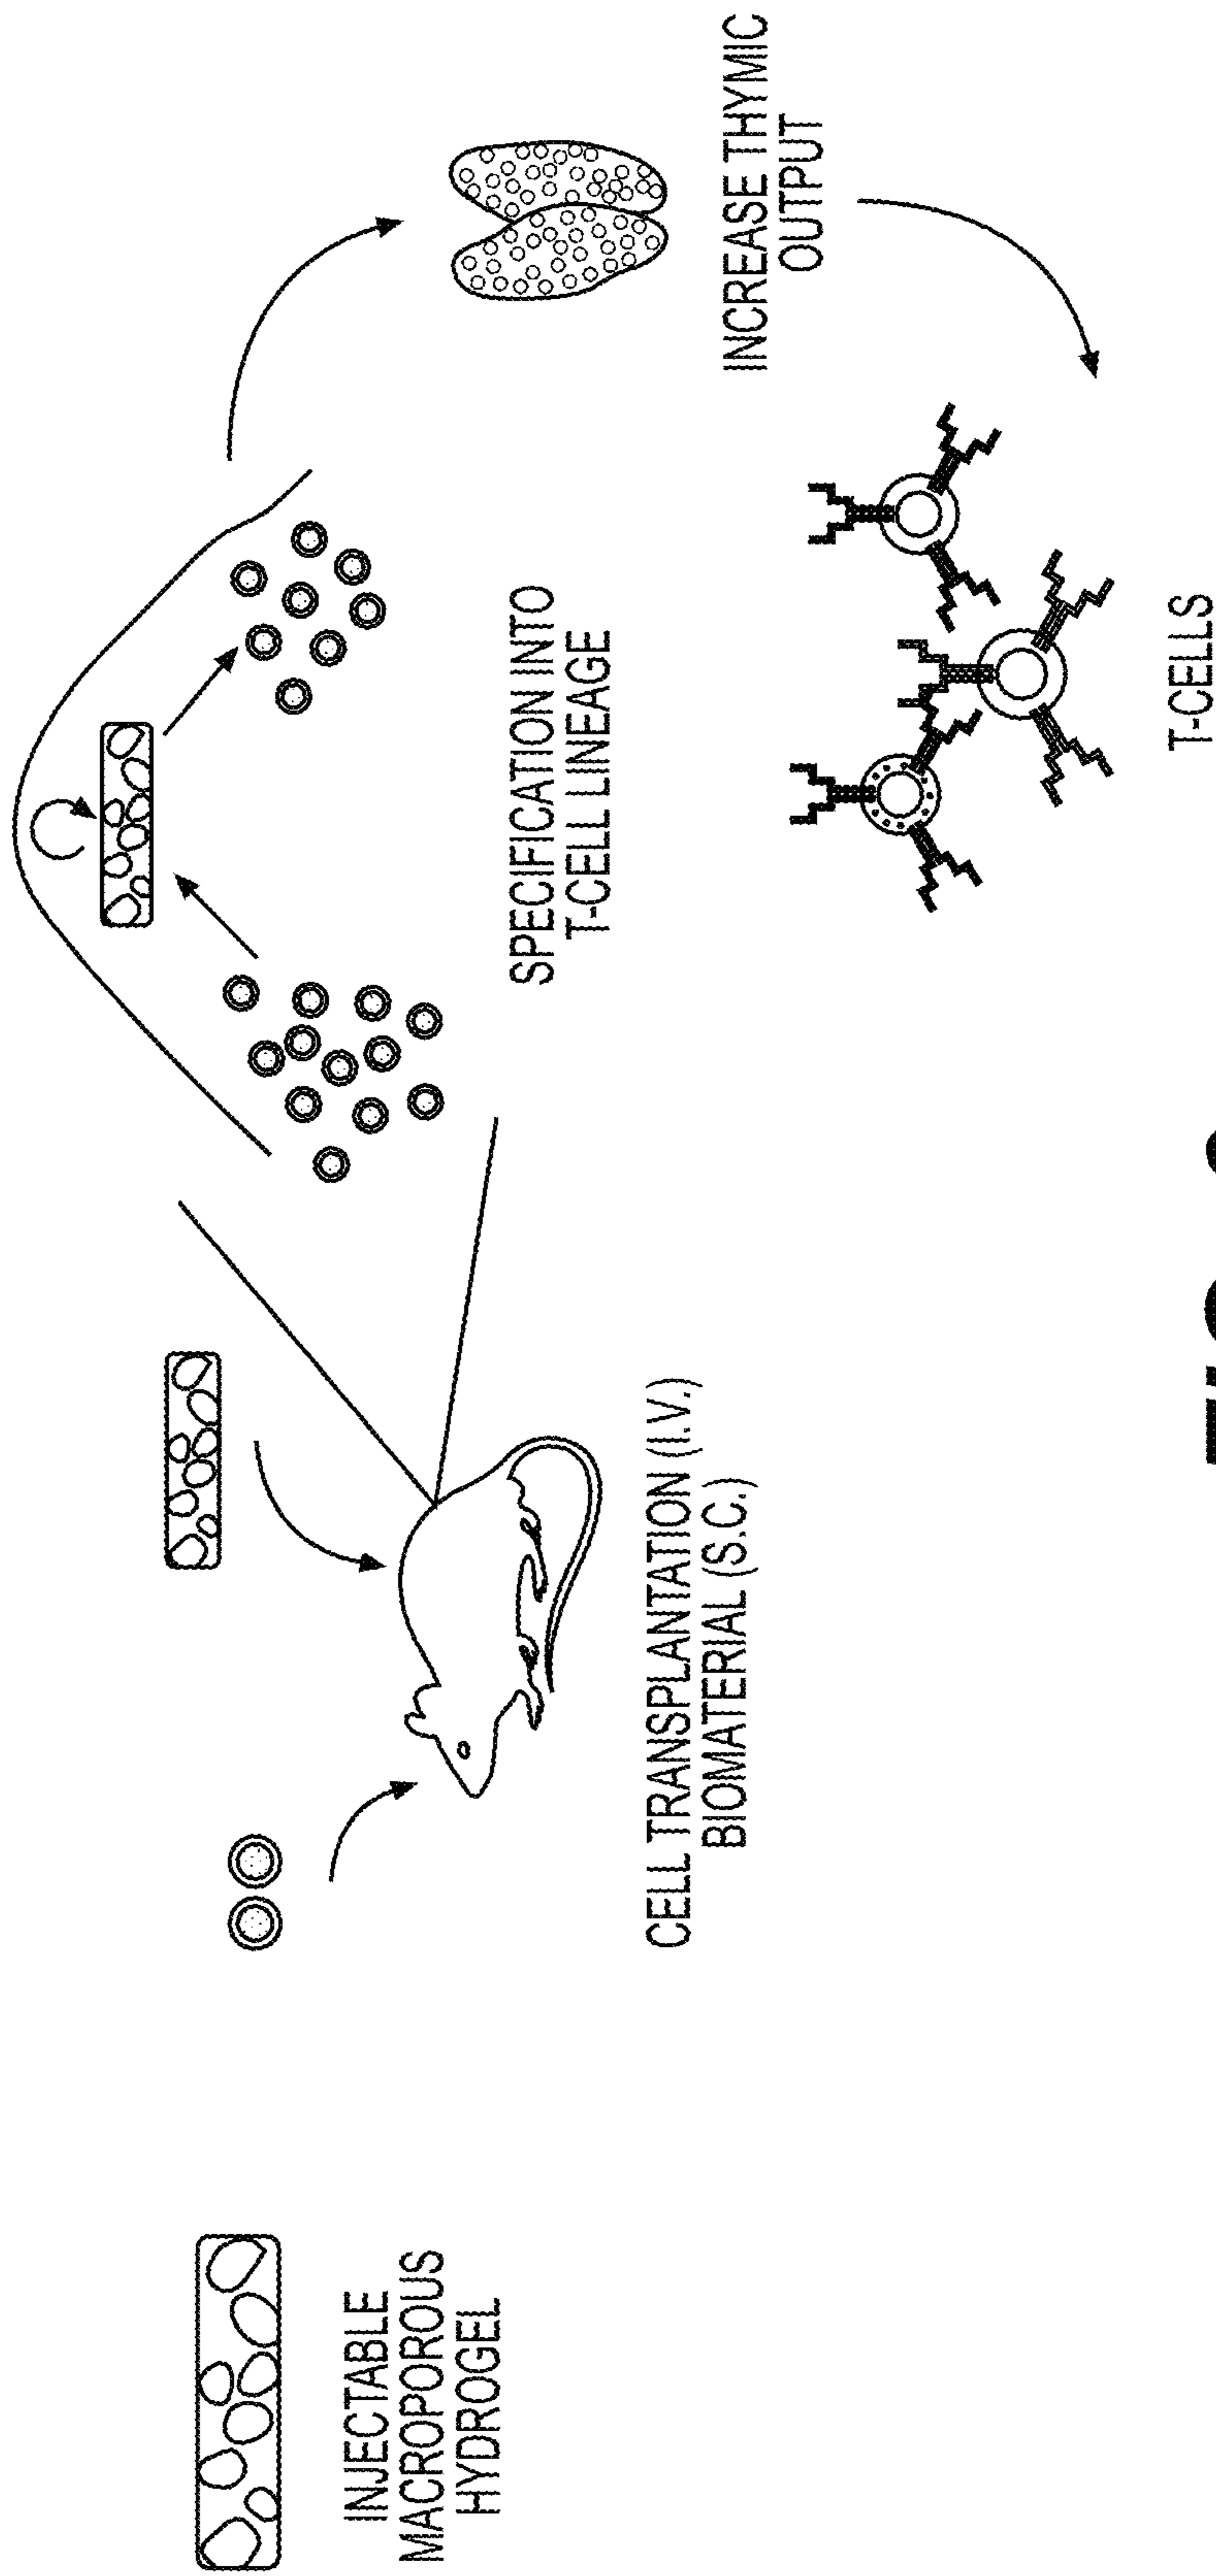 INJECTABLE
MACROPOROUS
HYDROGEL
CELL TRANSPLANTATION (I.V.)
BIOMATERIAL (S.C.)
SPECIFICATION INTO
T-CELL LINEAGE
INCREASE THYMIC
OUTPUT
T-CELLS